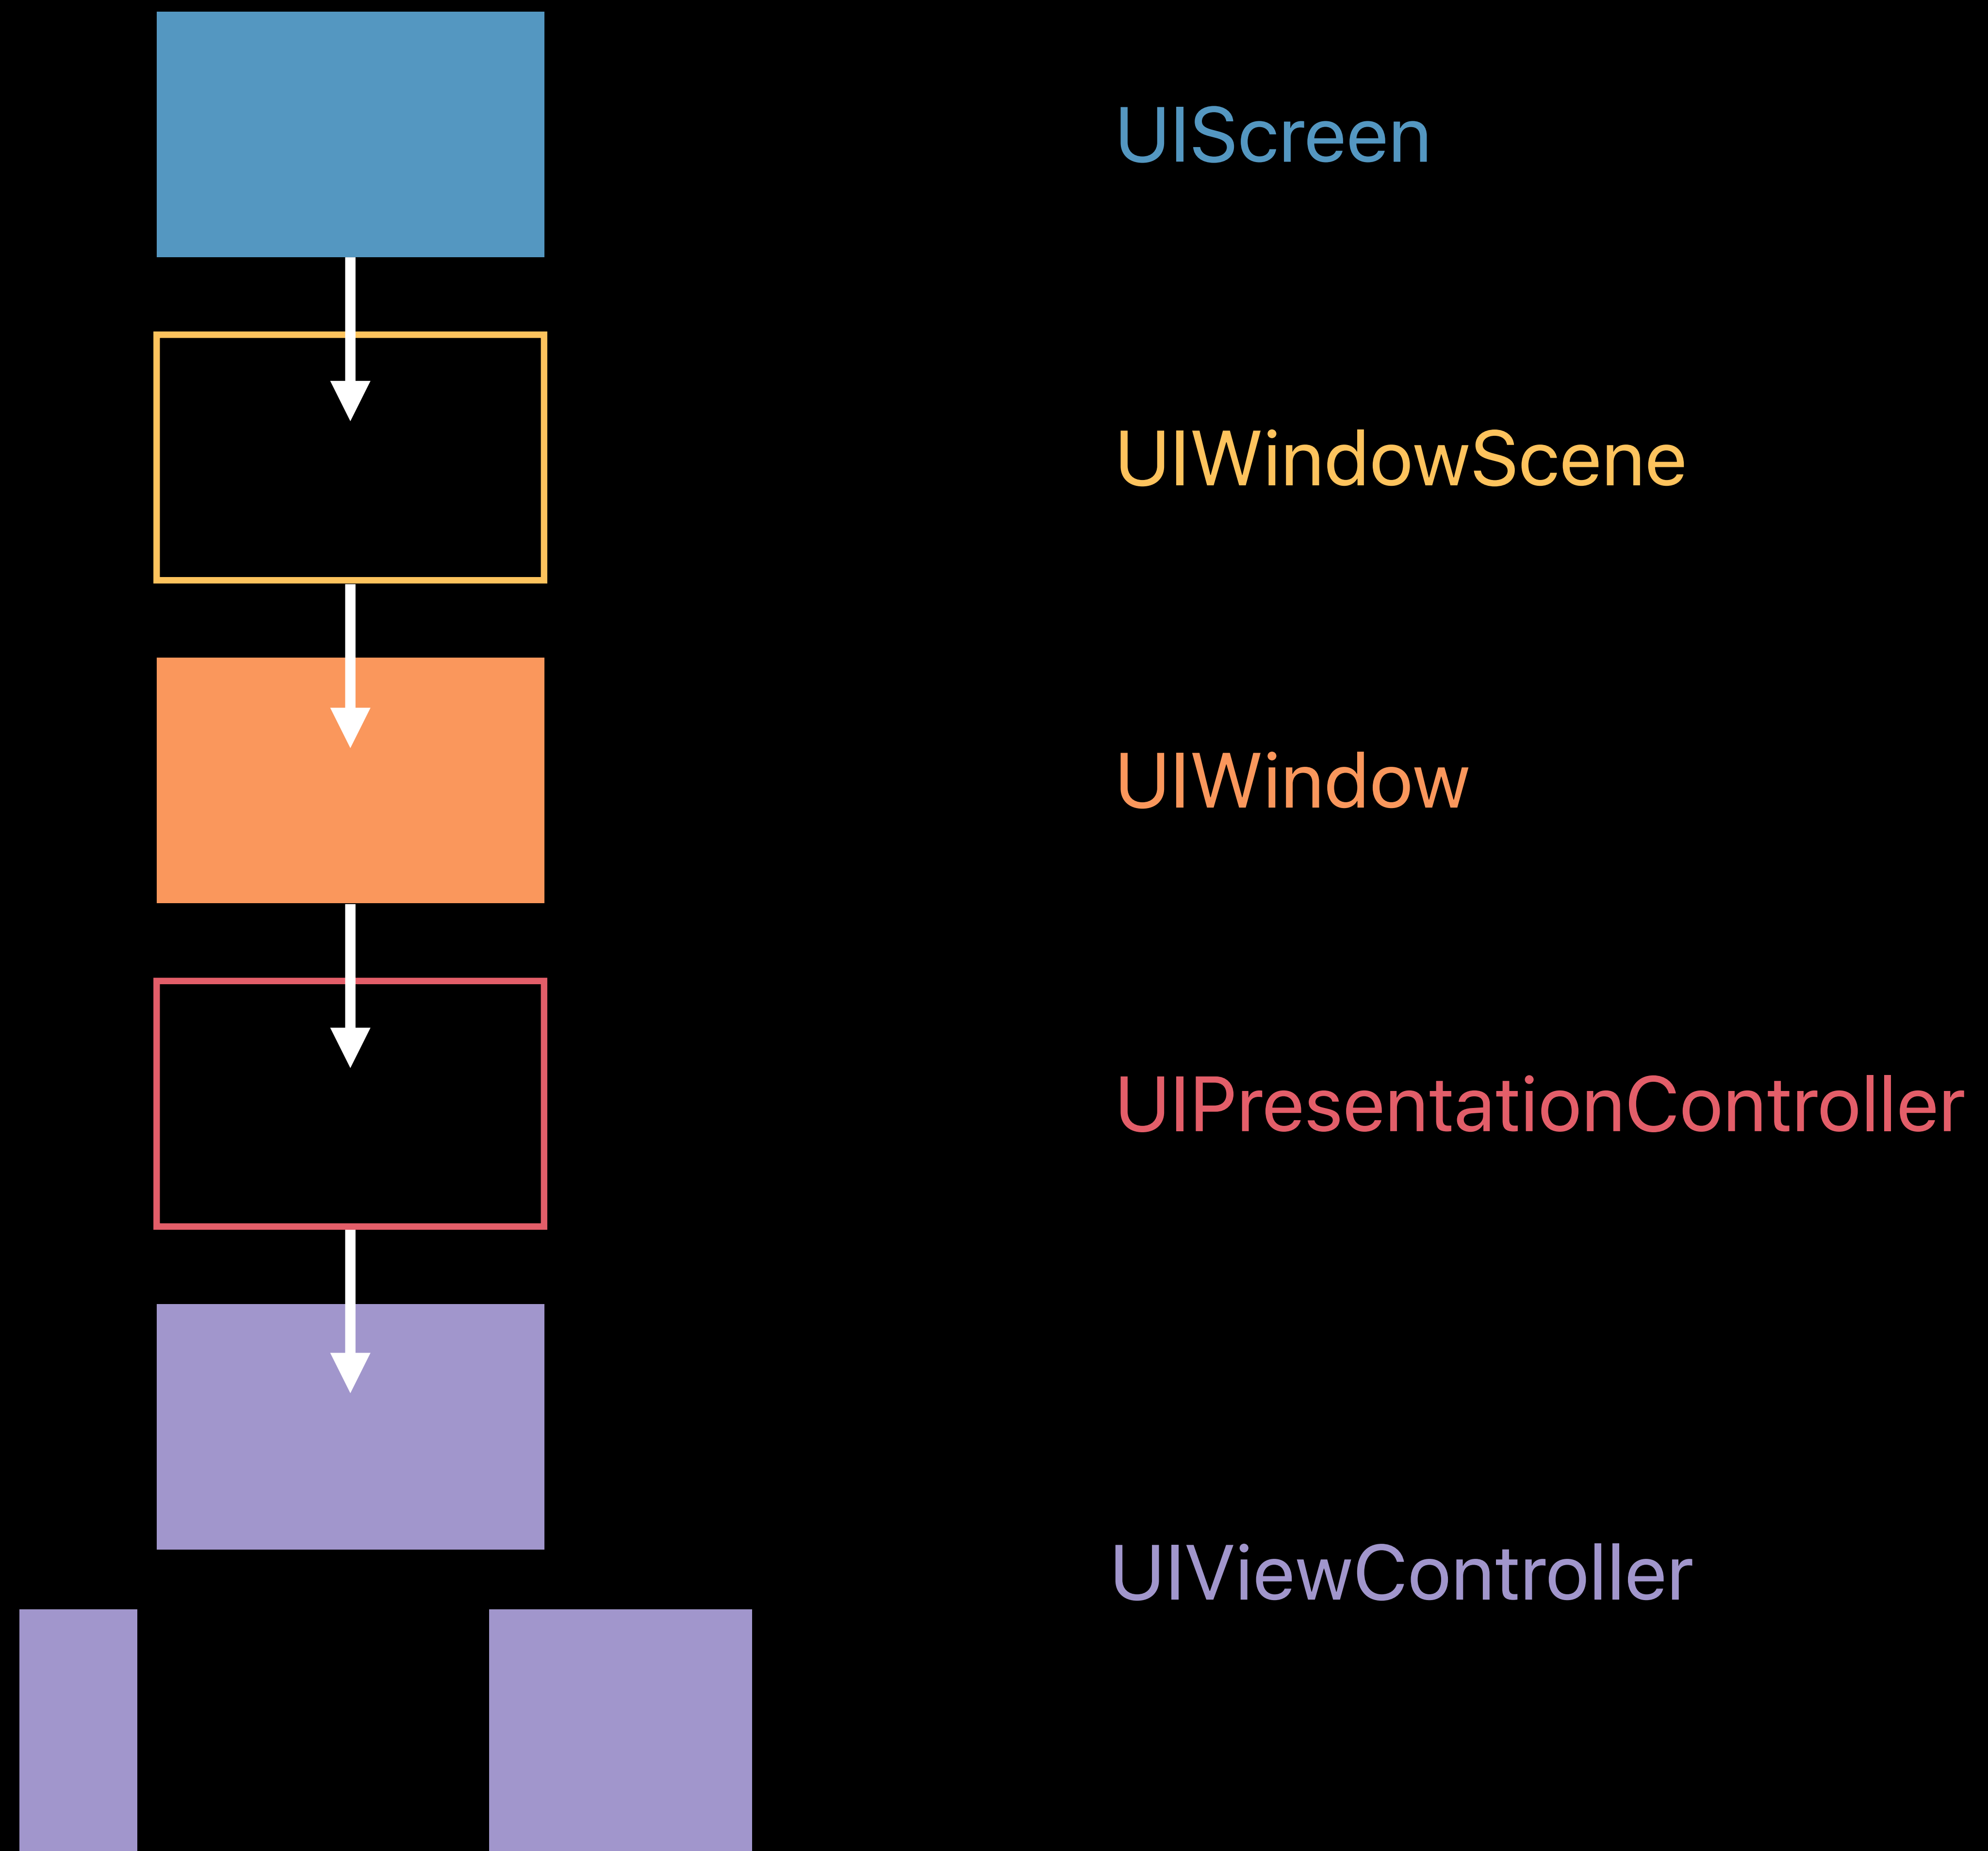 UIScreen
UIWindowScene
UIWindow
UIPresentationController
UIViewController